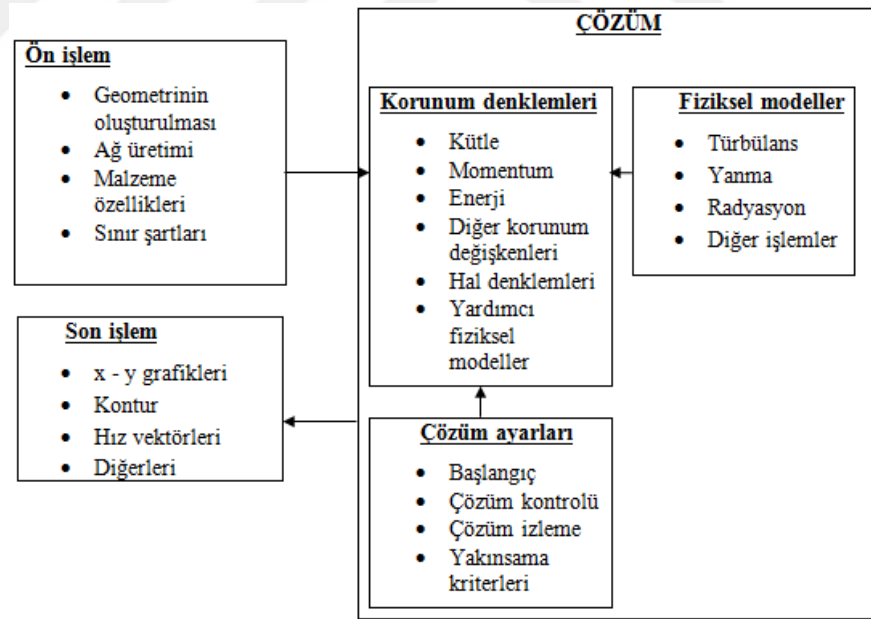 Ön işlem
• Geometrinin
oluşturulması
• Ağ üretimi
• Malzeme
özellikleri
• Sınır şartları
ÇÖZÜM
Korunum denklemleri
• Kütle
• Momentum
• Enerji
• Diğer korunum
değişkenleri
• Hal denklemleri
• Yardımcı
fiziksel
modeller
Fiziksel modeller
• Türbülans
• Yanma
• Radyasyon
• Diğer işlemler
Son işlem
• x - y grafikleri
• Kontur
• Hız vektörleri
• Diğerleri
Çözüm ayarları
• Başlangıç
• Çözüm kontrolü
• Çözüm izleme
• Yakınsama
kriterleri